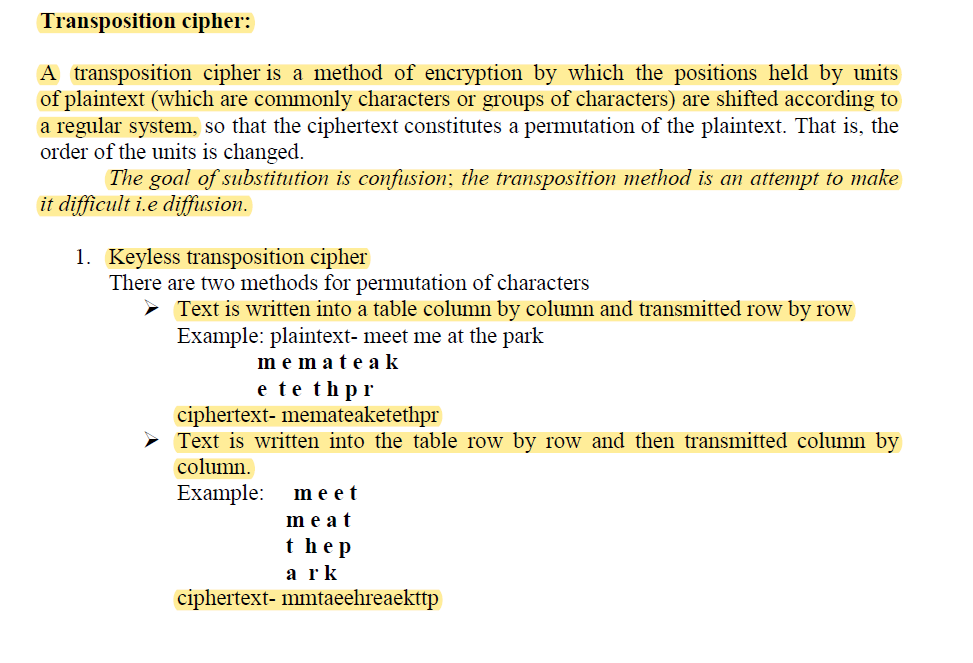 Transposition cipher:
A transposition cipher is a method of encryption by which the positions held by units
of plaintext (which are commonly characters or groups of characters) are shifted according to
a regular system, so that the ciphertext constitutes a permutation of the plaintext. That is, the
order of the units is changed.
The goal of substitution is confusion; the transposition method is an attempt to make
it difficult i.e diffusion.
1. Keyless transposition cipher
There are two methods for permutation of characters
➢ Text is written into a table column by column and transmitted row by row
Example: plaintext- meet me at the park
m e m a t e a k
e t e t h p r
ciphertext- memateaketethpr
➢ Text is written into the table row by row and then transmitted column by
column.
Example: m e e t
m e a t
t h e p
a r k
ciphertext- mmtaeehreaekttp